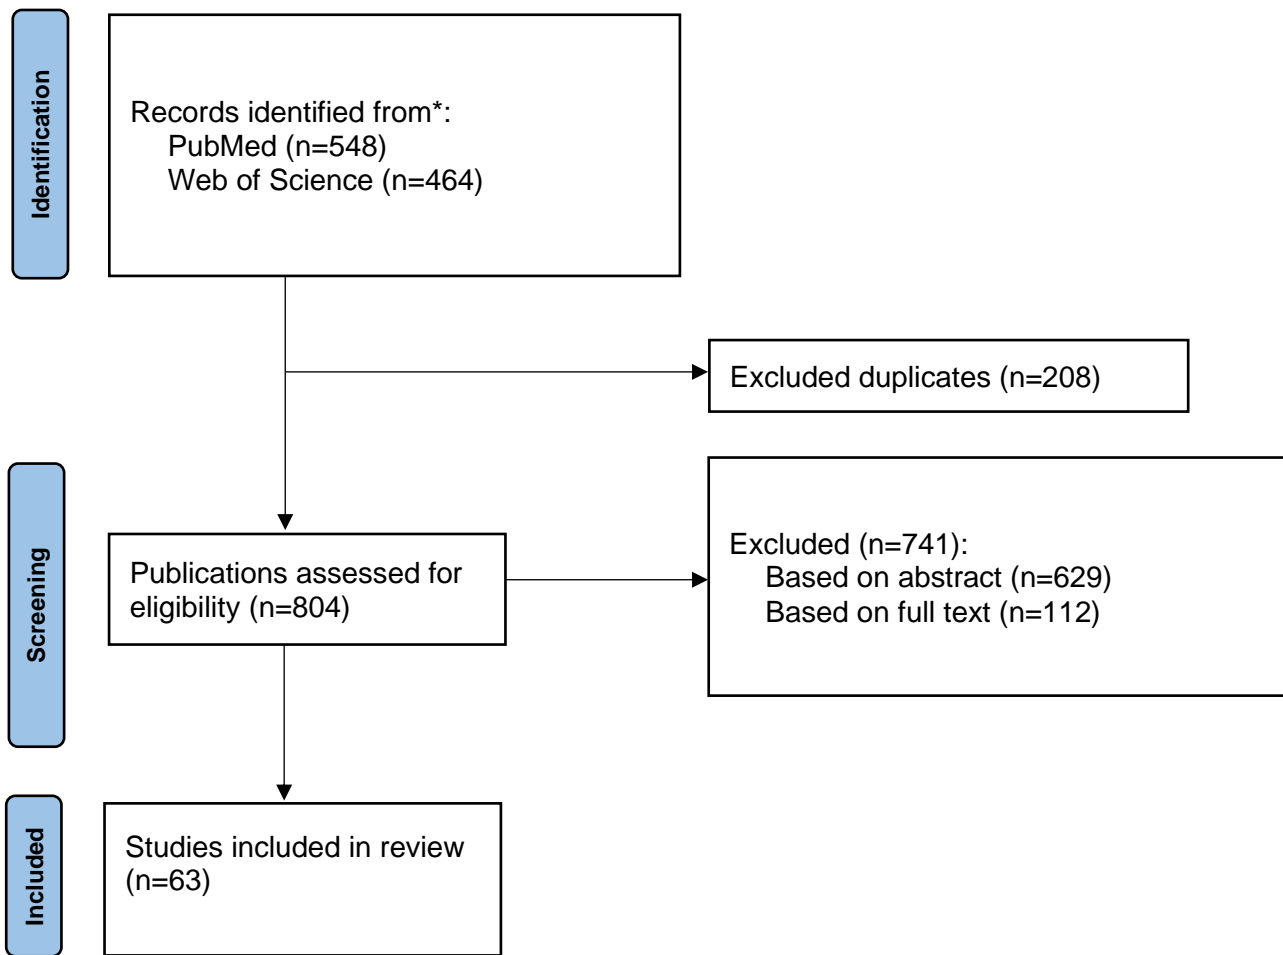 Identification
Records identified from*:
PubMed (n=548)
Web of Science (n=464)
Excluded duplicates (n=208)
Screening
Publications assessed for
eligibility (n=804)
Excluded (n=741):
Based on abstract (n=629)
Based on full text (n=112)
Included
Studies included in review
(n=63)